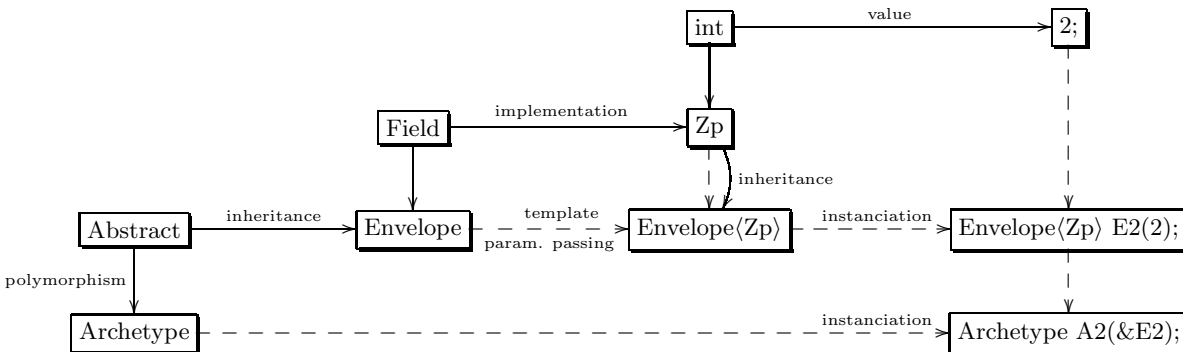 int
value
2;
Field
implementation
Zp
inheritance
Abstract
inheritance
Envelope
template
param. passing
Envelope⟨Zp⟩
instanciation
Envelope⟨Zp⟩ E2(2);
polymorphism
Archetype
instanciation
Archetype A2(&E2);